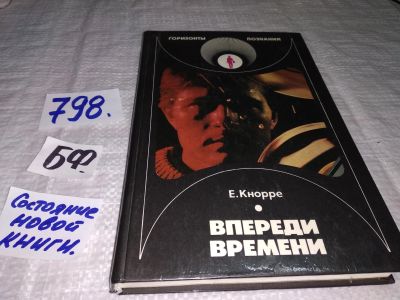 798.
БФ
Состояние
новой
книги.
ГОРИЗОНТЫ ПОЗНАНИЯ
Е. Кнорре
ВПЕРЕДИ
ВРЕМЕНИ